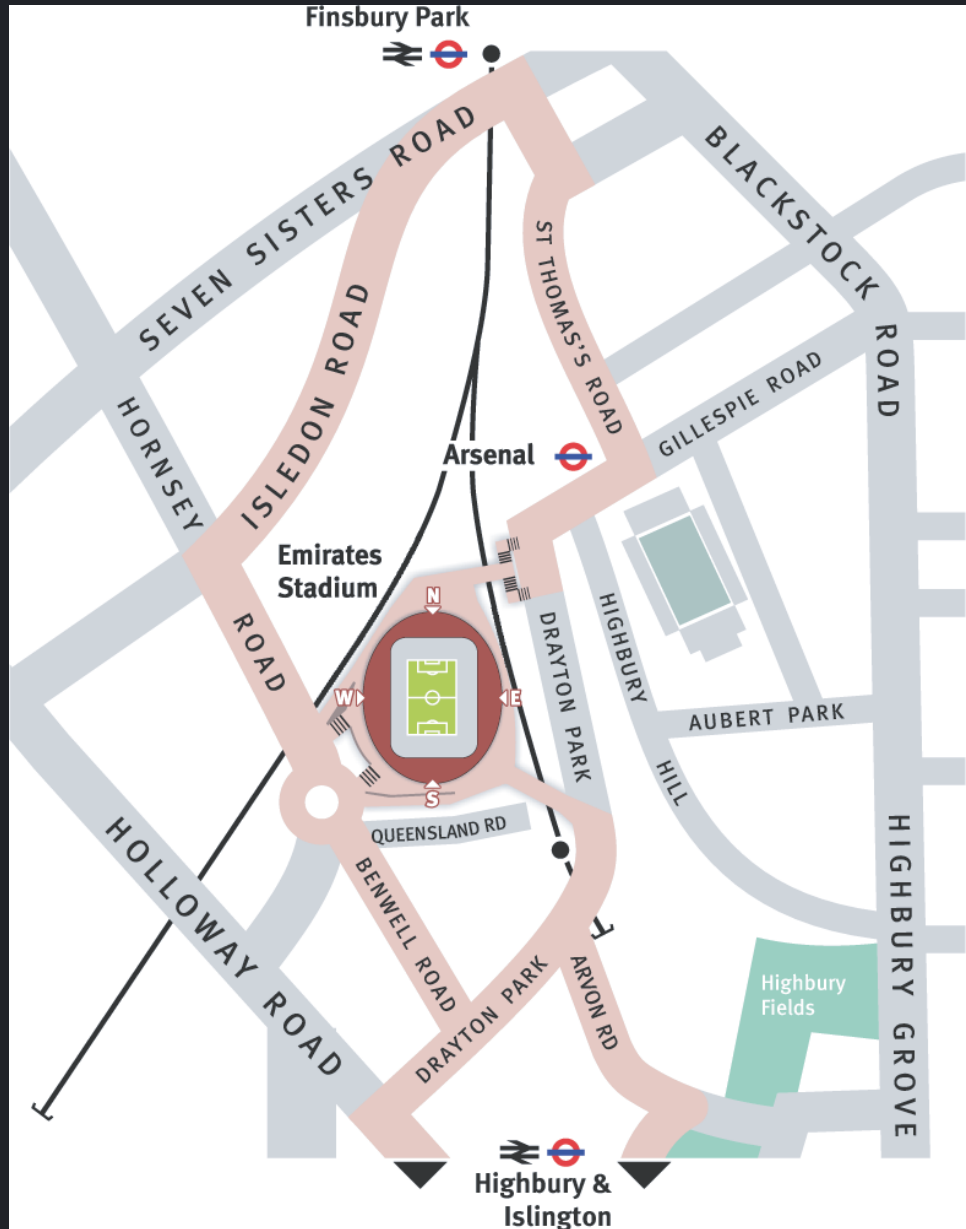 Finsbury Park
SEVEN SISTERS ROAD
BLACKSTOCK ROAD
ISLEDON ROAD
ST THOMAS'S ROAD
HORNSEY ROAD
GILLESPIE ROAD
Arsenal
Emirates
Stadium
N
W
E
S
DRAYTON PARK
HIGHBURY HILL
AUBERT PARK
QUEENSLAND RD
HOLLOWAY ROAD
BENWELL ROAD
HIGHBURY GROVE
DRAYTON PARK
ARVON RD
Highbury
Fields
Highbury &
Islington